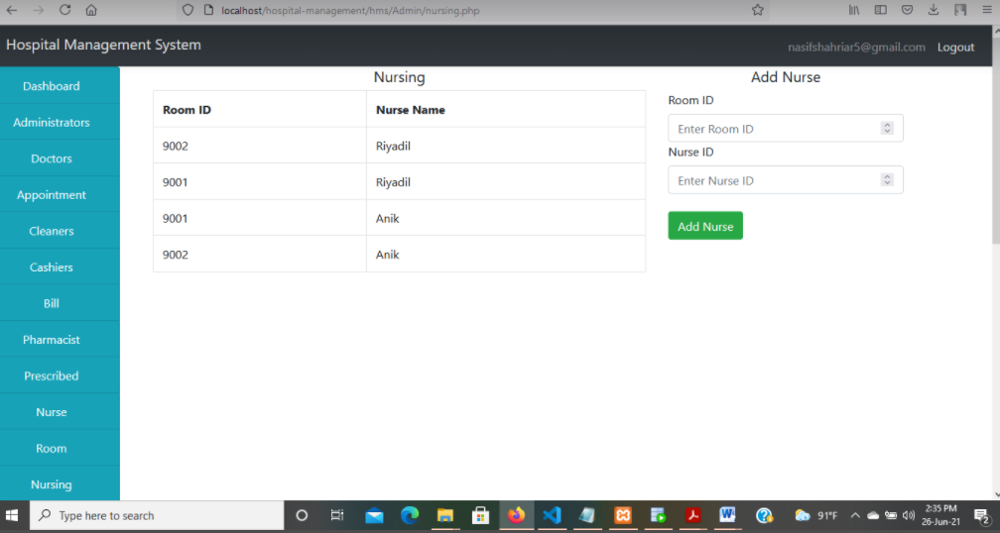 localhost/hospital-management/hms/Admin/nursing.php
Hospital Management System
nasifshahriar5@gmail.com Logout
Dashboard
Administrators
Doctors
Appointment
Cleaners
Cashiers
Bill
Pharmacist
Prescribed
Nurse
Room
Nursing
Nursing
Room ID Nurse Name
9002 Riyadil
9001 Riyadil
9001 Anik
9002 Anik
Add Nurse
Room ID
Enter Room ID
Nurse ID
Enter Nurse ID
Add Nurse
Type here to search
91°F
2:35 PM
26-Jun-21
2